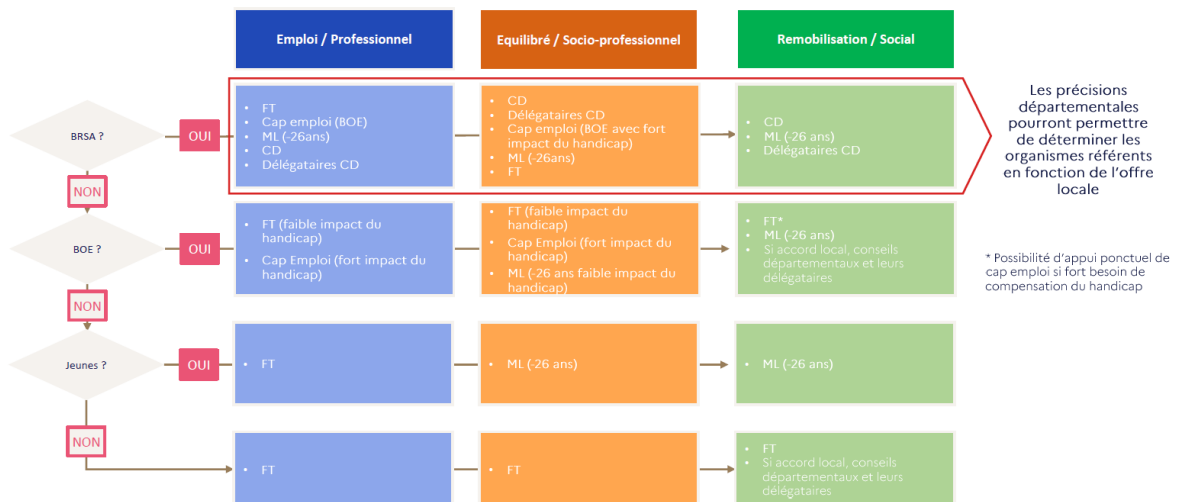 Emploi / Professionnel
Equilibré / Socio-professionnel
Remobilisation / Social
BRSA ?
OUI
• FT
• Cap emploi (BOE)
• ML (-26ans)
• CD
• Délégataires CD
• CD
• Délégataires CD
• Cap emploi (BOE avec fort
impact du handicap)
• ML (-26ans)
• FT
• CD
• ML (-26 ans)
• Délégataires CD
Les précisions
départementales
pourront permettre
de déterminer les
organismes référents
en fonction de l’offre
locale
NON
BOE ?
OUI
• FT (faible impact du
handicap)
• Cap Emploi (fort impact du
handicap)
• FT (faible impact du
handicap)
• Cap Emploi (fort impact du
handicap)
• ML (-26 ans faible impact du
handicap)
• FT*
• ML (-26 ans)
• Si accord local, conseils
départementaux et leurs
délégataires
* Possibilité d’appui ponctuel de
cap emploi si fort besoin de
compensation du handicap
NON
Jeunes ?
OUI
• FT
• ML (-26 ans)
• ML (-26 ans)
NON
• FT
• FT
• FT
• Si accord local, conseils
départementaux et leurs
délégataires